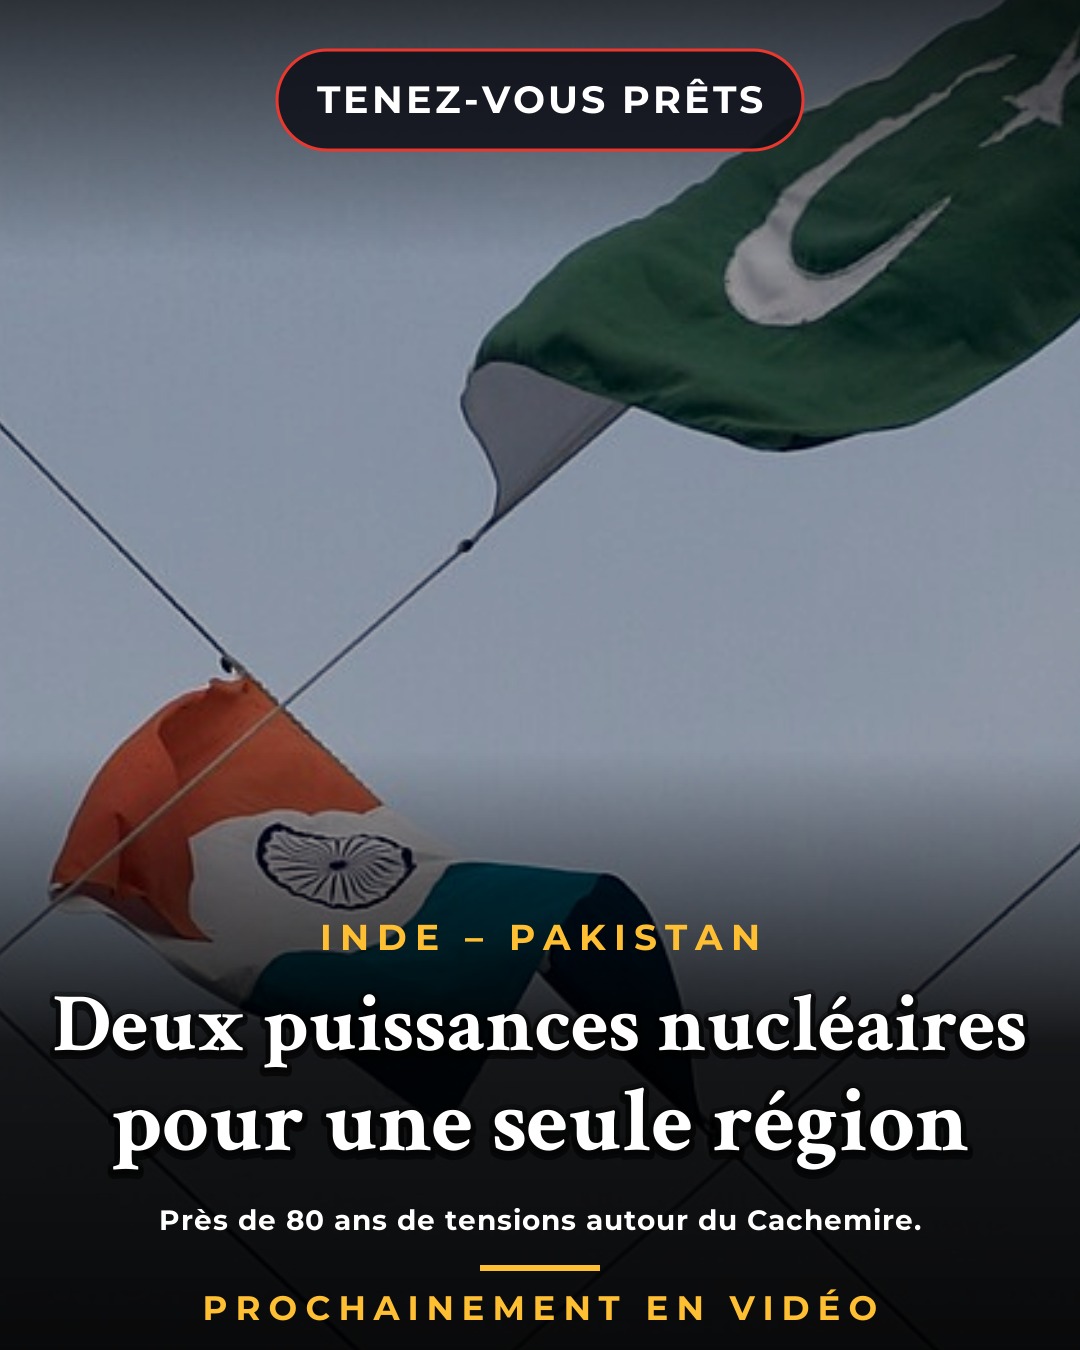 TENEZ-VOUS PRÊTS
INDE – PAKISTAN
Deux puissances nucléaires
pour une seule région
Près de 80 ans de tensions autour du Cachemire.
PROCHAINEMENT EN VIDÉO